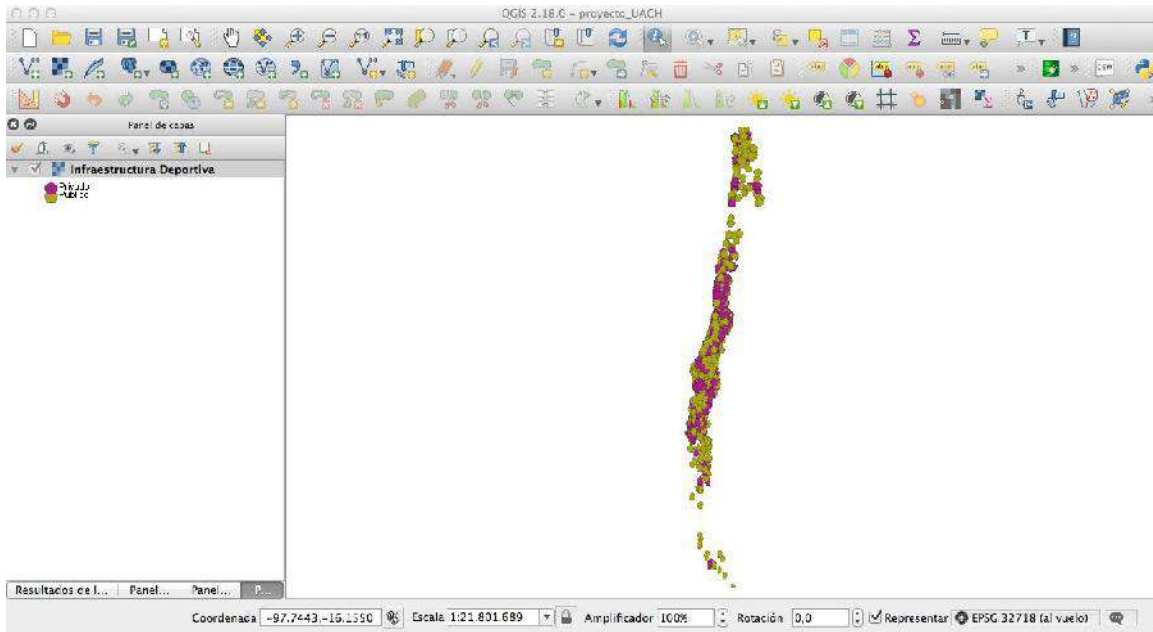 QGIS 2.18.0 - proyecto_UACH
Panel de capas
Infraestructura Deportiva
Privado
Publico
Resultados de l... Panel... Panel... P...
Coordenada -97.7443,-16.1590 Escala 1:21.801.689 Amplificador 100% Rotación 0,0 Representar EPSG 32718 (al vuelo)